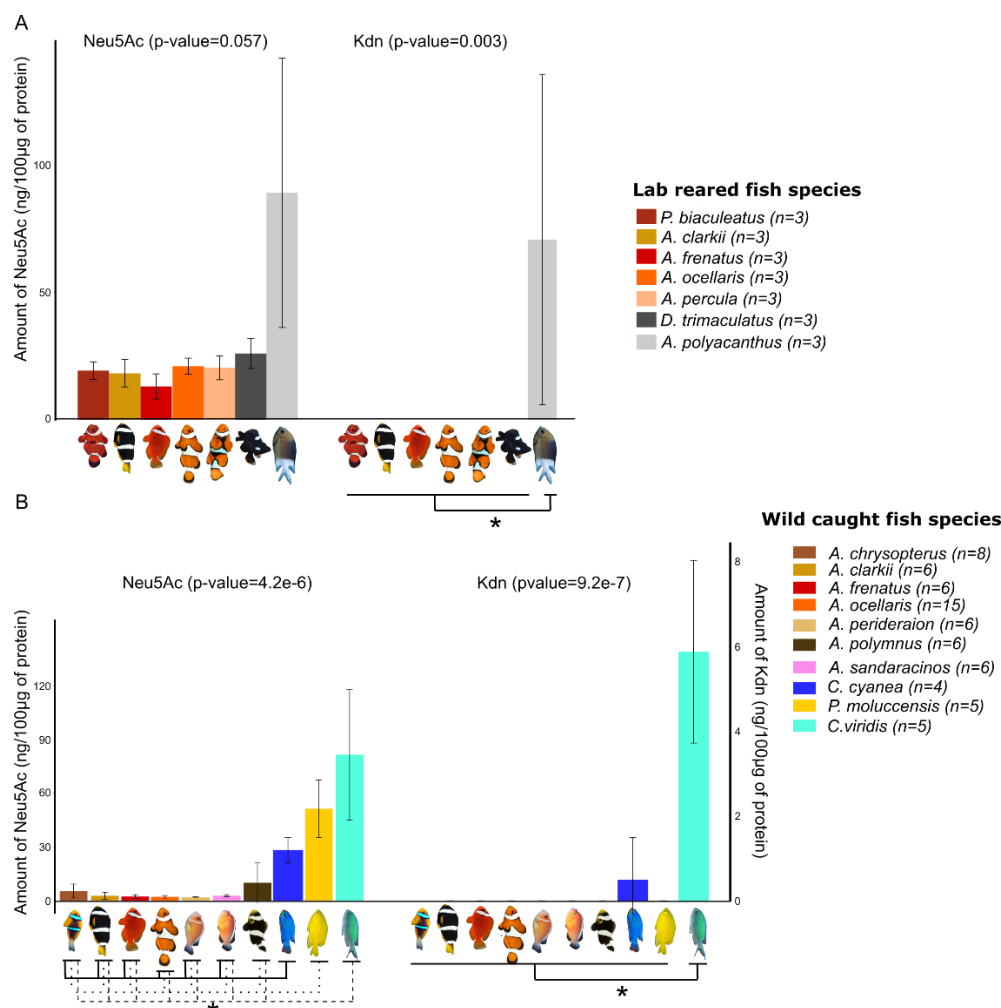 A
Neu5Ac (p-value=0.057)
Kdn (p-value=0.003)
Amount of Neu5Ac (ng/100µg of protein)
100
50
0
Lab reared fish species
P. biaculeatus (n=3)
A. clarkii (n=3)
A. frenatus (n=3)
A. ocellaris (n=3)
A. percula (n=3)
D. trimaculatus (n=3)
A. polyacanthus (n=3)
*
B
Neu5Ac (p-value=4.2e-6)
Kdn (pvalue=9.2e-7)
Amount of Neu5Ac (ng/100µg of protein)
120
90
60
30
0
8
6
4
2
0
Amount of Kdn (ng/100µg of protein)
Wild caught fish species
A. chrysopterus (n=8)
A. clarkii (n=6)
A. frenatus (n=6)
A. ocellaris (n=15)
A. perideraion (n=6)
A. polymnus (n=6)
A. sandaracinos (n=6)
C. cyanea (n=4)
P. moluccensis (n=5)
C.viridis (n=5)
*
*